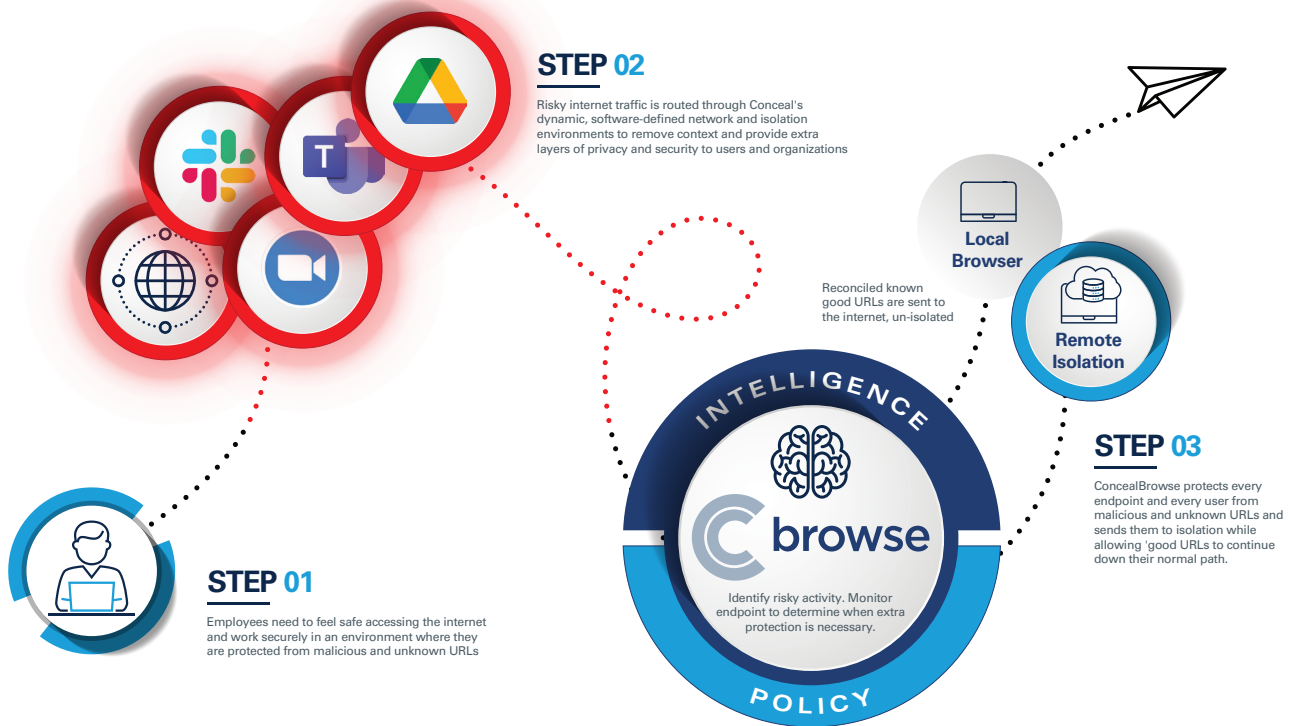 STEP 02
Risky internet traffic is routed through Conceal's
dynamic, software-defined network and isolation
environments to remove context and provide extra
layers of privacy and security to users and organizations
T
Local
Browser
Reconciled known
good URLs are sent to
the internet, un-isolated
Remote
Isolation
INTELLIGENCE
browse
Identify risky activity. Monitor
endpoint to determine when extra
protection is necessary.
POLICY
STEP 03
ConcealBrowse protects every
endpoint and every user from
malicious and unknown URLs and
sends them to isolation while
allowing 'good URLs to continue
down their normal path.
STEP 01
Employees need to feel safe accessing the internet
and work securely in an environment where they
are protected from malicious and unknown URLs